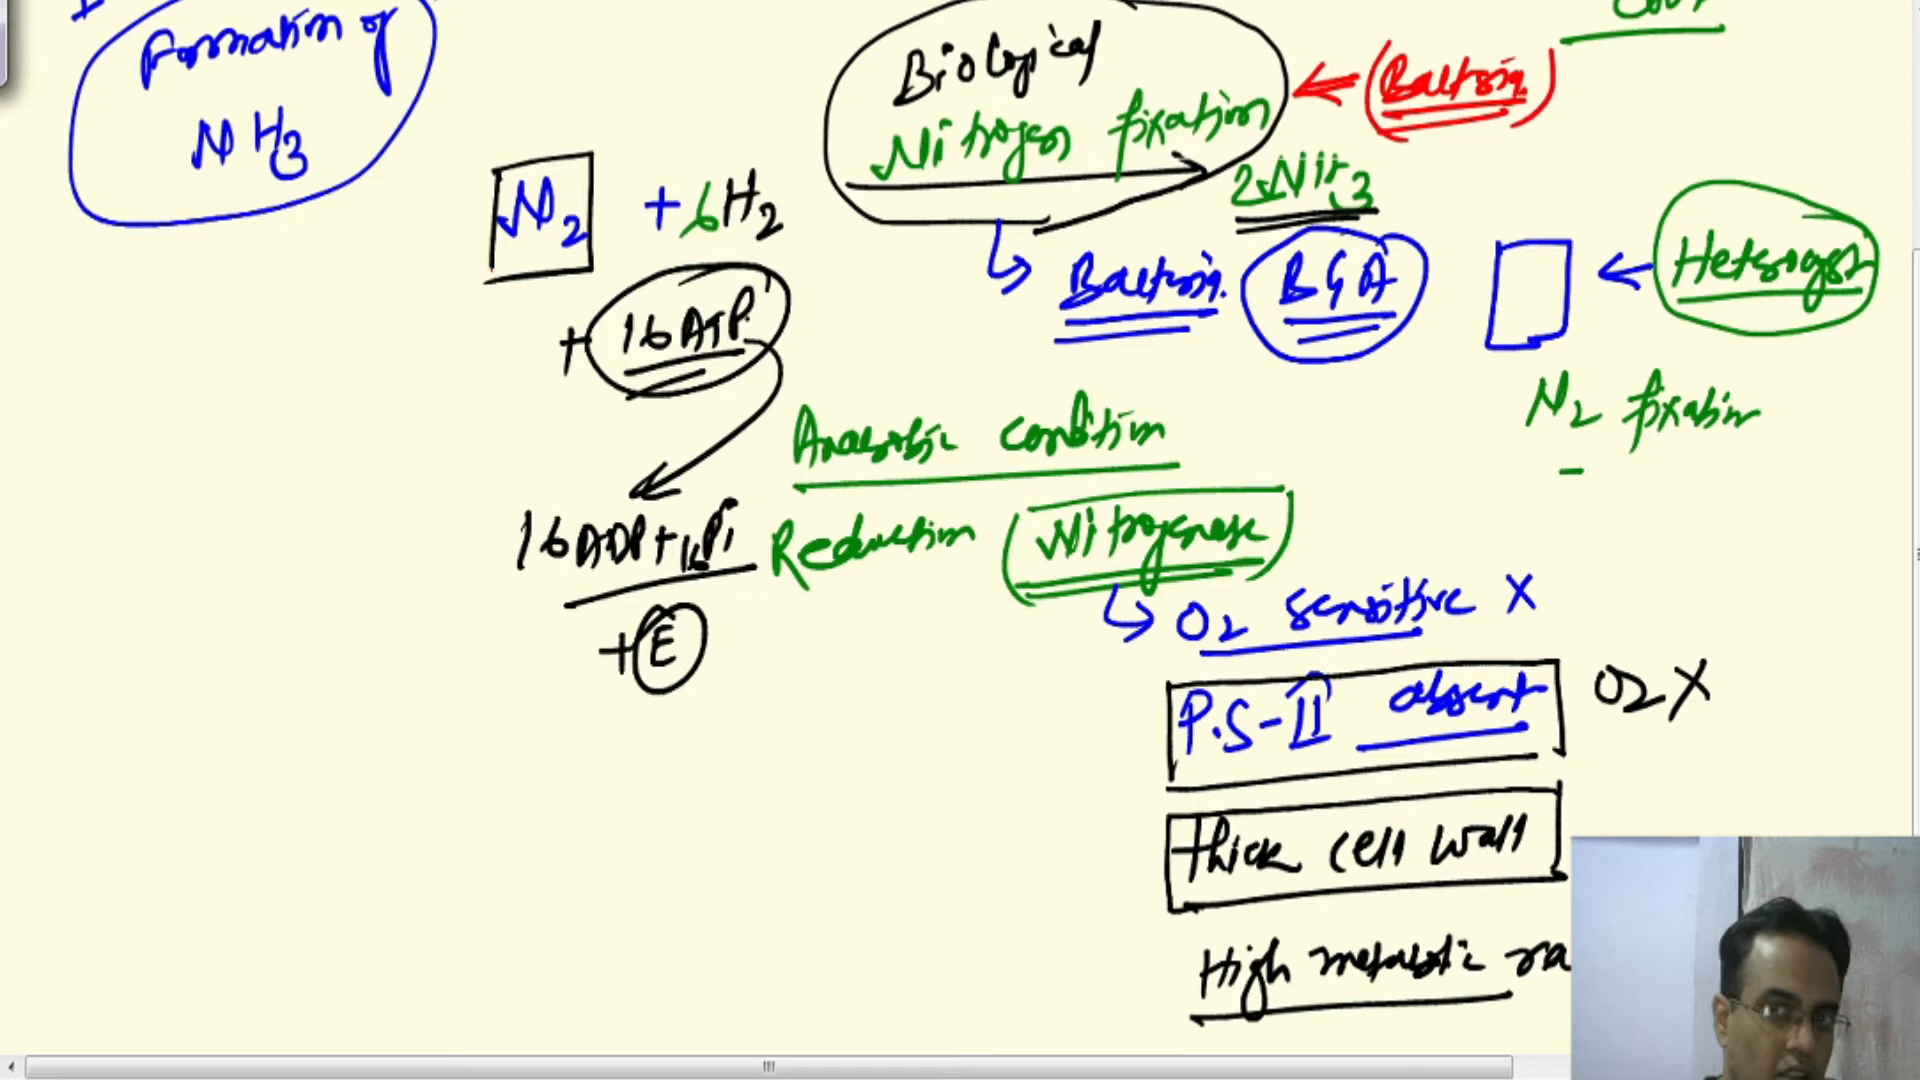 Formation of
NH3
Biological
Nitrogen fixation
(Bacteria)
N2 + 6H2
2NH3
+ 16ATP
Bacteria. BGA
Heterocyst
N2 fixation
Anaerobic condition
16ADP + 16Pi
Reduction (Nitrogenase)
+ E
O2 sensitive X
P.S-II absent
O2 X
Thick cell wall
High metabolic ra